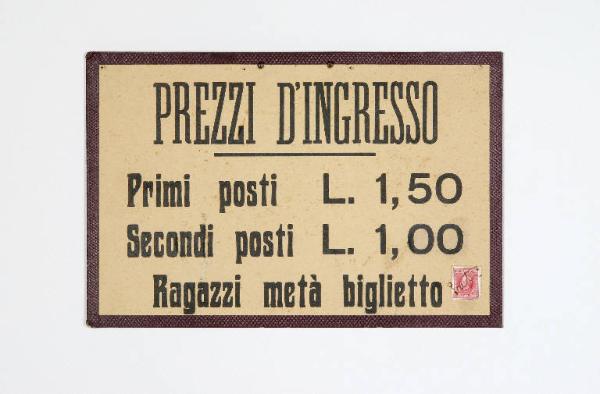 PREZZI D'INGRESSO
Primi posti L. 1,50
Secondi posti L. 1,00
Ragazzi metà biglietto